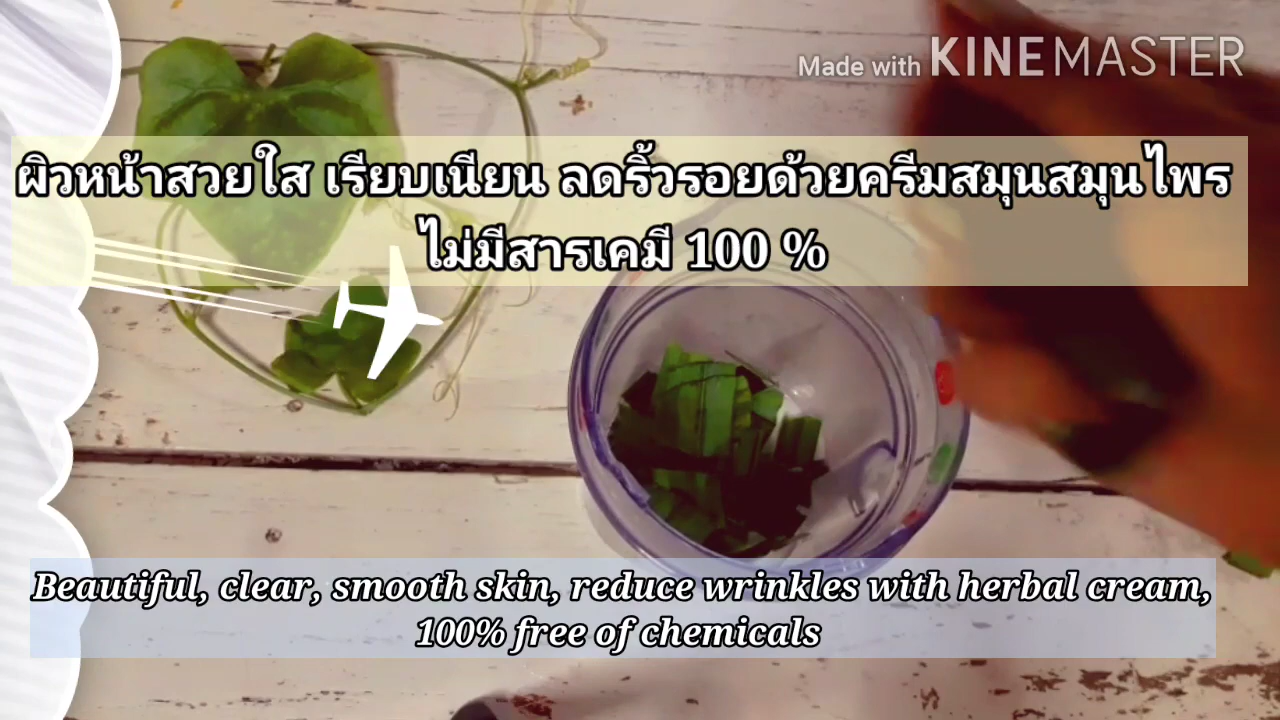 Made with KINEMASTER
ผิวหน้าสวยใส เรียบเนียน ลดริ้วรอยด้วยครีมสมุนสมุนไพร
ไม่มีสารเคมี 100 %
Beautiful, clear, smooth skin, reduce wrinkles with herbal cream,
100% free of chemicals